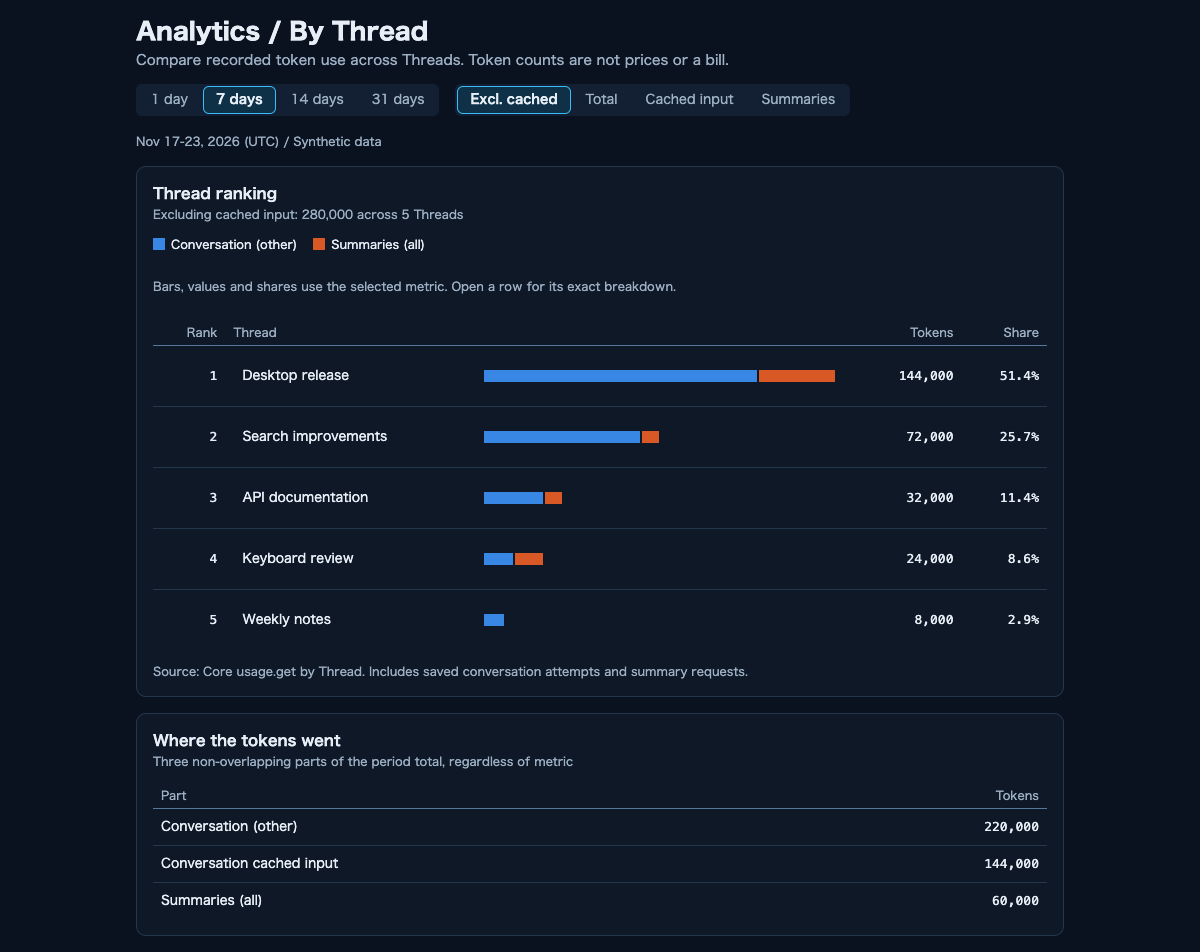 Analytics / By Thread
Compare recorded token use across Threads. Token counts are not prices or a bill.
1 day 7 days 14 days 31 days Excl. cached Total Cached input Summaries
Nov 17-23, 2026 (UTC) / Synthetic data
Thread ranking
Excluding cached input: 280,000 across 5 Threads
Conversation (other) Summaries (all)
Bars, values and shares use the selected metric. Open a row for its exact breakdown.
Rank Thread Tokens Share
1 Desktop release 144,000 51.4%
2 Search improvements 72,000 25.7%
3 API documentation 32,000 11.4%
4 Keyboard review 24,000 8.6%
5 Weekly notes 8,000 2.9%
Source: Core usage.get by Thread. Includes saved conversation attempts and summary requests.
Where the tokens went
Three non-overlapping parts of the period total, regardless of metric
Part Tokens
Conversation (other) 220,000
Conversation cached input 144,000
Summaries (all) 60,000